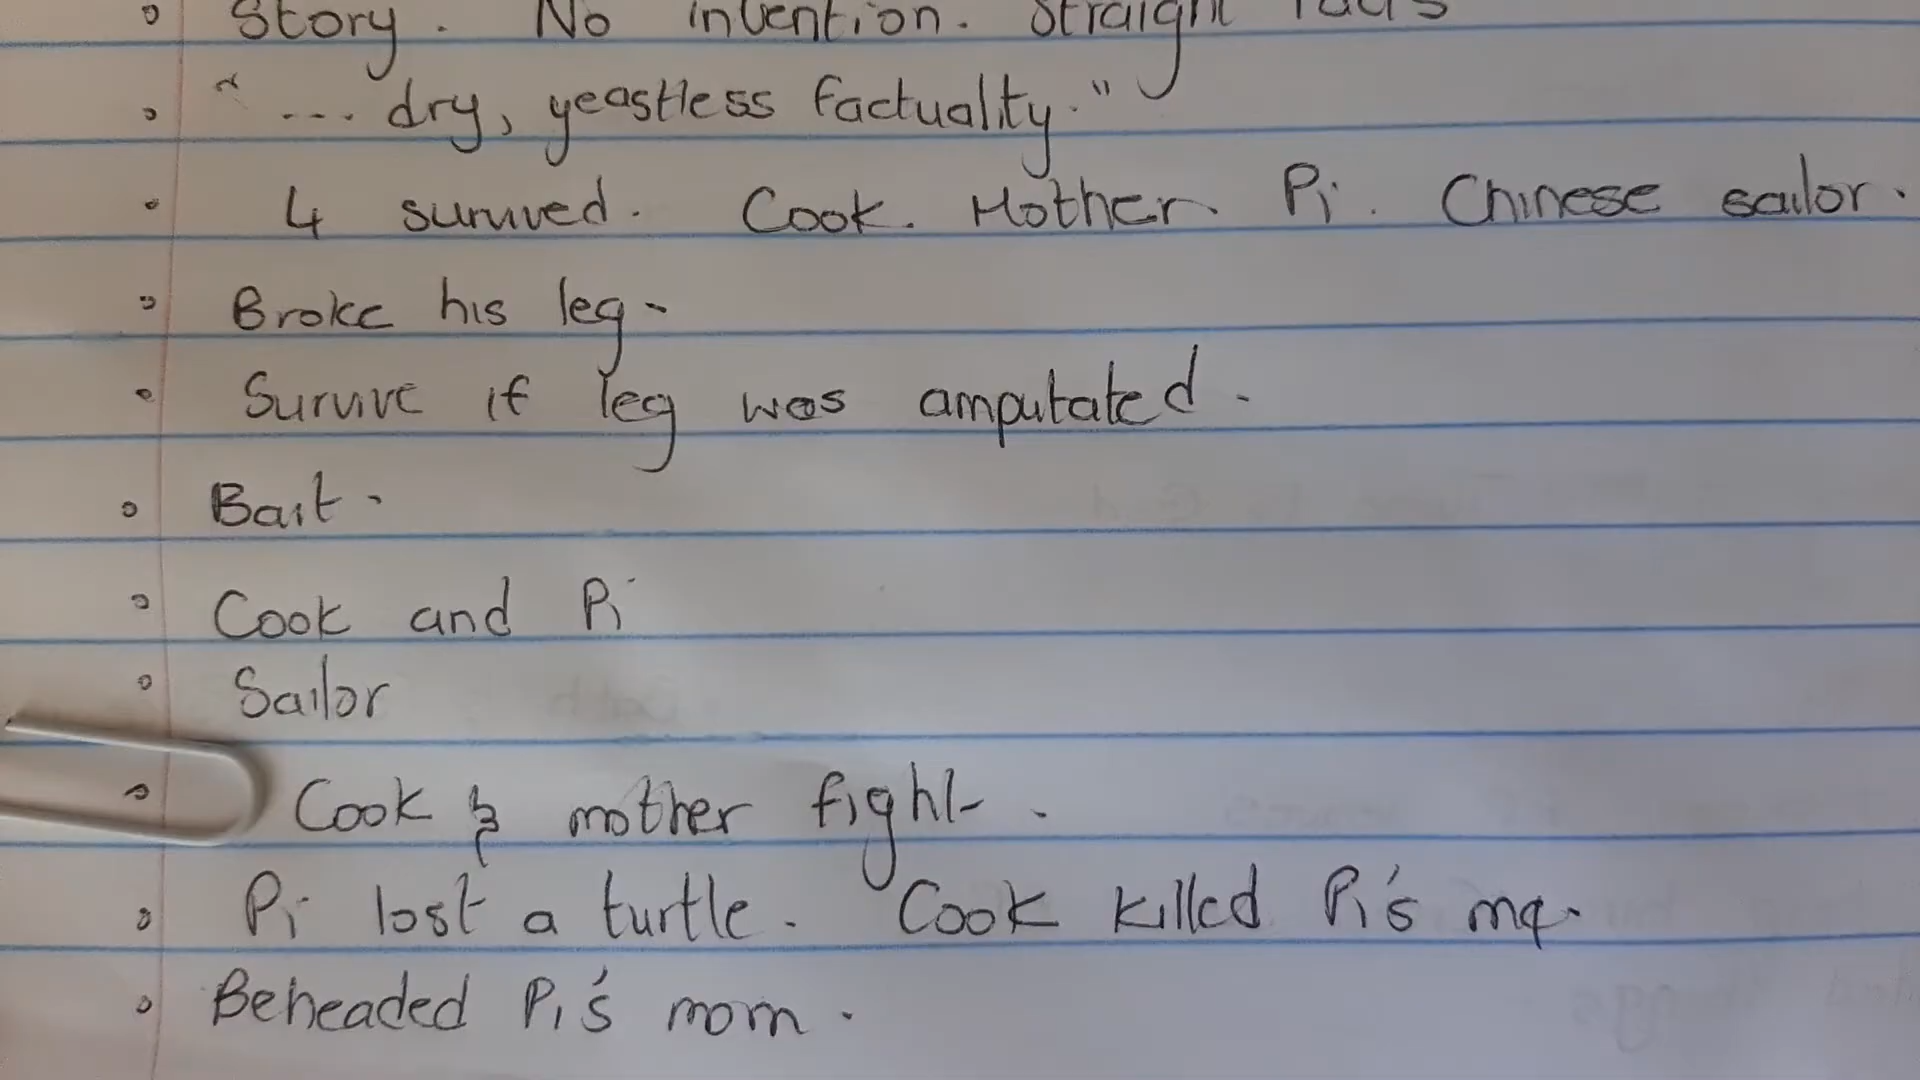 Story. No invention. Straight facts
"... dry, yeastless factuality."
4 survived. Cook. Mother. Pi. Chinese sailor.
Broke his leg.
Survive if leg was amputated.
Bait.
Cook and Pi
Sailor
Cook & mother fight.
Pi lost a turtle. Cook killed Pi's
Beheaded Pi's mom.